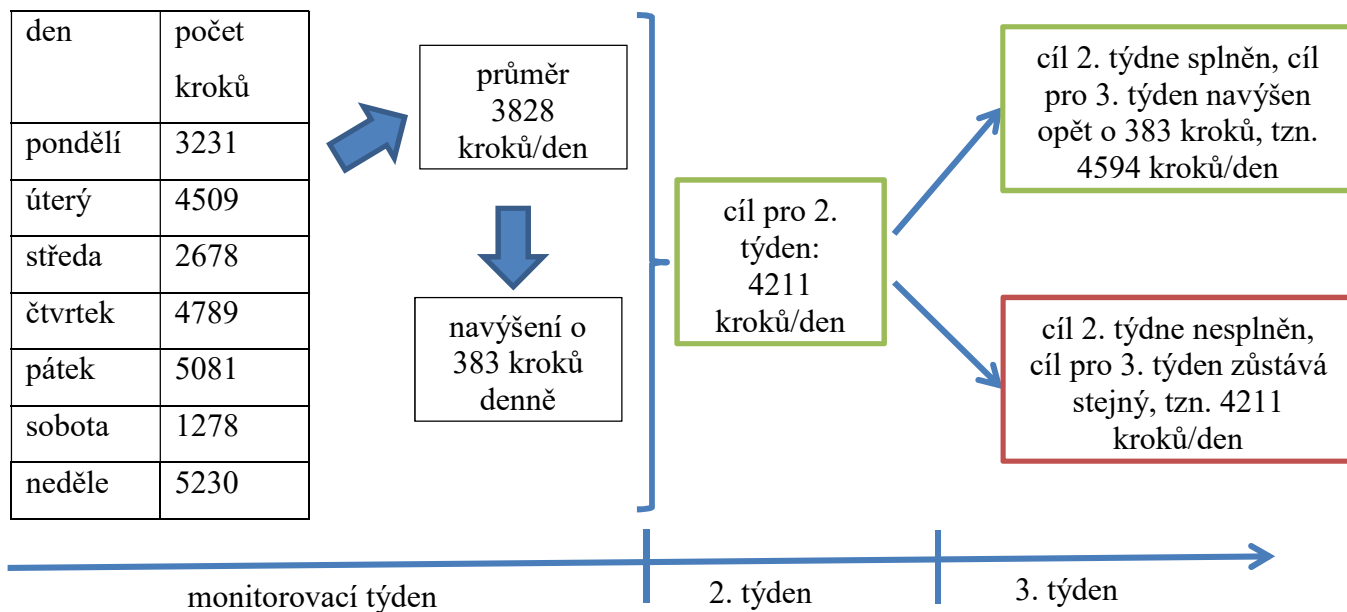 den počet
kroků
pondělí 3231
úterý 4509
středa 2678
čtvrtek 4789
pátek 5081
sobota 1278
neděle 5230
průměr
3828
kroků/den
navýšení o
383 kroků
denně
cíl pro 2.
týden:
4211
kroků/den
cíl 2. týdne splněn, cíl
pro 3. týden navýšen
opět o 383 kroků, tzn.
4594 kroků/den
cíl 2. týdne nesplněn,
cíl pro 3. týden zůstává
stejný, tzn. 4211
kroků/den
monitorovací týden 2. týden 3. týden